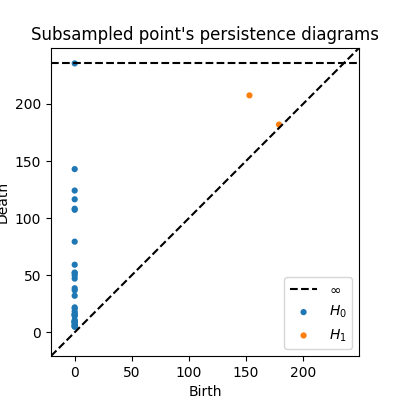 Subsampled point's persistence diagrams
200
150
100
50
0
Death
0 50 100 150 200
Birth
∞
H₀
H₁